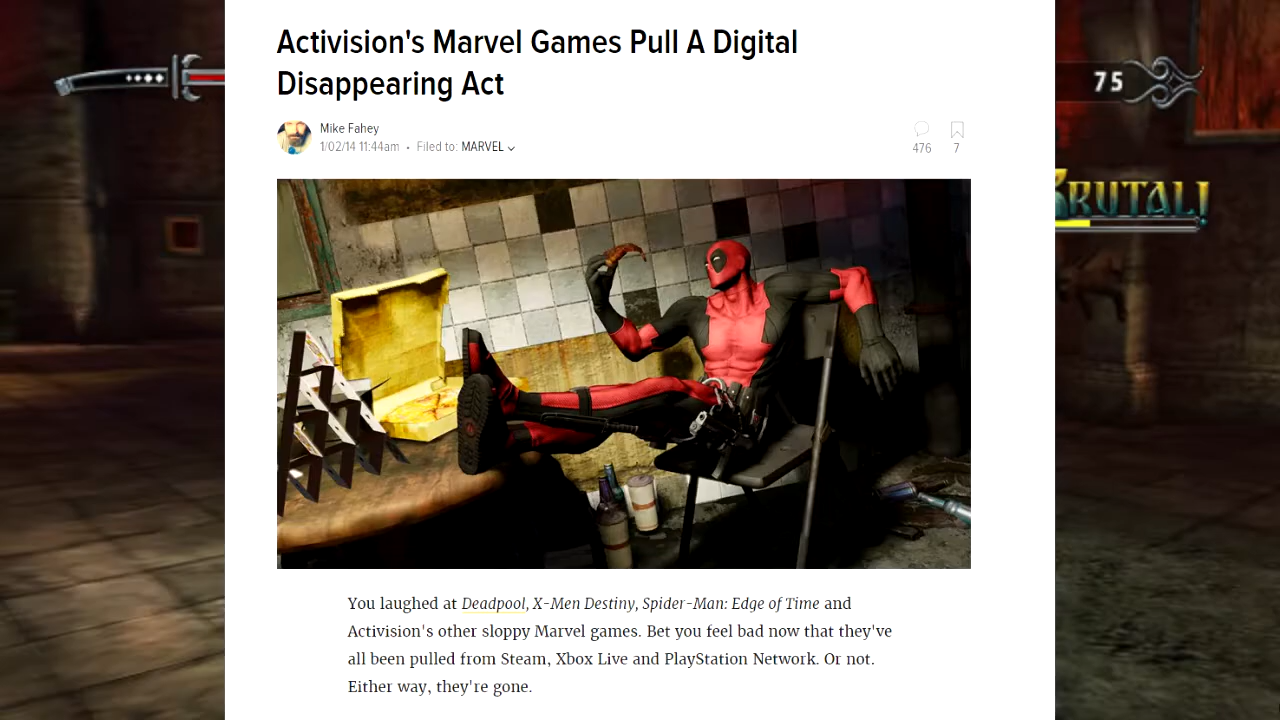 Activision's Marvel Games Pull A Digital
Disappearing Act
Mike Fahey
1/02/14 11:44am • Filed to: MARVEL
476
7
75
BRUTAL!
You laughed at Deadpool, X-Men Destiny, Spider-Man: Edge of Time and
Activision's other sloppy Marvel games. Bet you feel bad now that they've
all been pulled from Steam, Xbox Live and PlayStation Network. Or not.
Either way, they're gone.